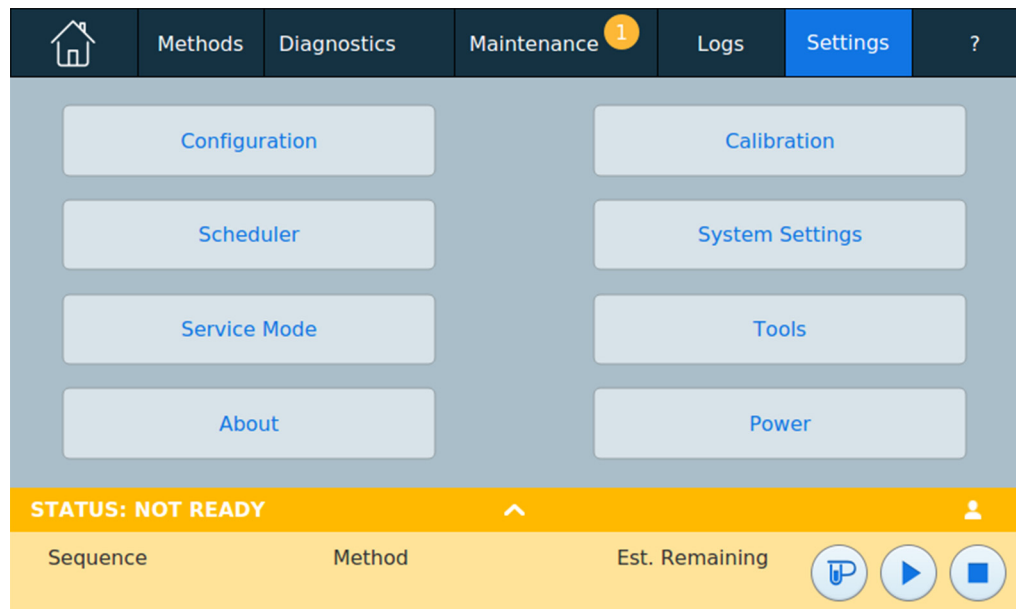 Methods Diagnostics Maintenance 1 Logs Settings ?
Configuration Calibration
Scheduler System Settings
Service Mode Tools
About Power
STATUS: NOT READY
Sequence Method Est. Remaining